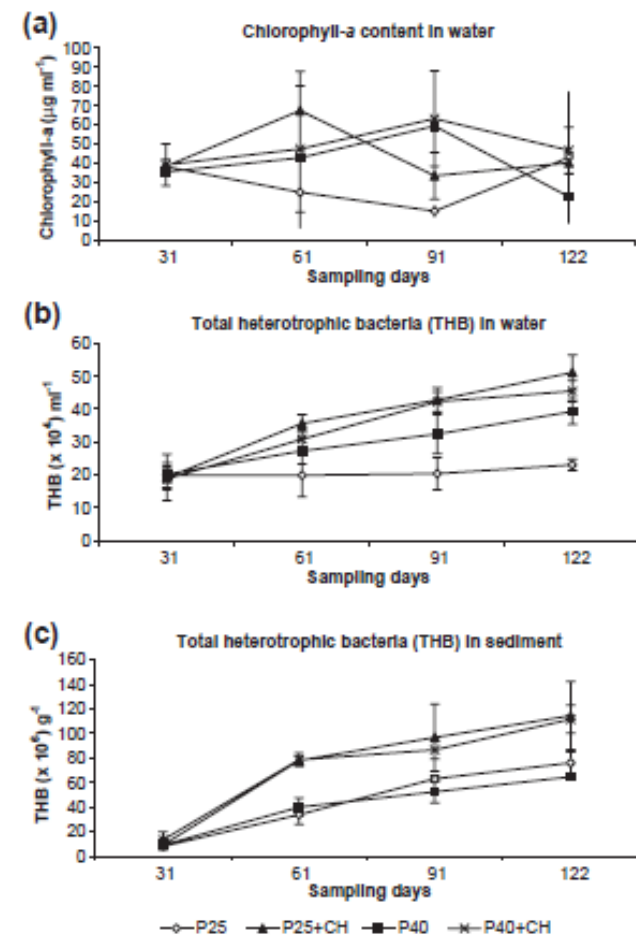 (a)
Chlorophyll-a content in water
Chlorophyll-a (µg ml⁻¹)
100
90
80
70
60
50
40
30
20
10
0
31 61 91 122
Sampling days
(b)
Total heterotrophic bacteria (THB) in water
THB (x 10⁴) ml⁻¹
60
50
40
30
20
10
0
31 61 91 122
Sampling days
(c)
Total heterotrophic bacteria (THB) in sediment
THB (x 10⁶) g⁻¹
160
140
120
100
80
60
40
20
0
31 61 91 122
Sampling days
P25 P25+CH P40 P40+CH